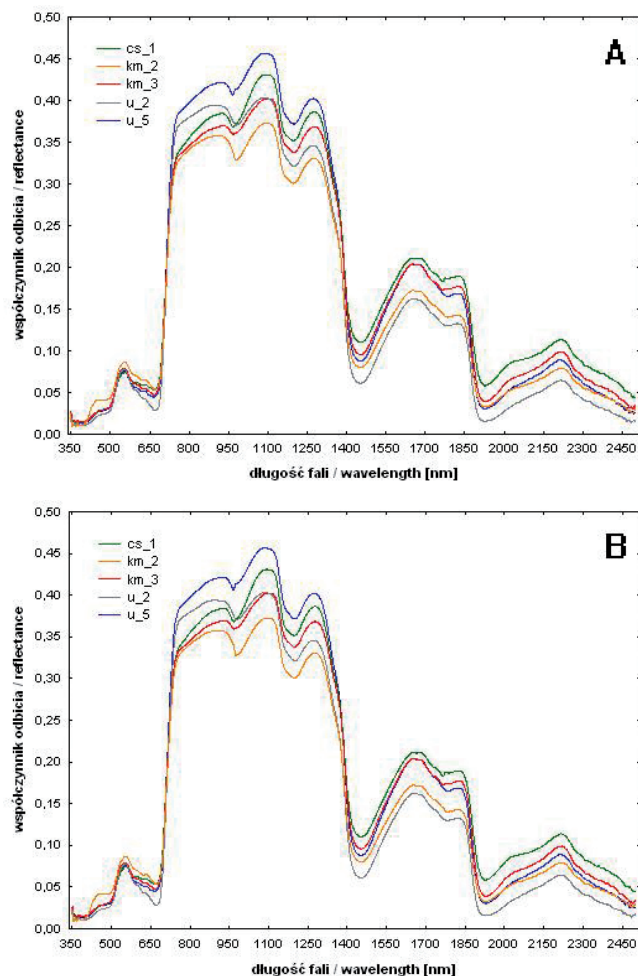 0,50
A
cs_1
0,45
km_2
km_3
0,40
u_2
u_5
0,35
0,30
0,25
0,20
0,15
0,10
0,05
0,00
współczynnik odbicia / reflectance
350 500 650 800 950 1100 1250 1400 1550 1700 1850 2000 2150 2300 2450
długość fali / wavelength [nm]
0,50
B
cs_1
0,45
km_2
km_3
0,40
u_2
u_5
0,35
0,30
0,25
0,20
0,15
0,10
0,05
0,00
współczynnik odbicia / reflectance
350 500 650 800 950 1100 1250 1400 1550 1700 1850 2000 2150 2300 2450
długość fali / wavelength [nm]